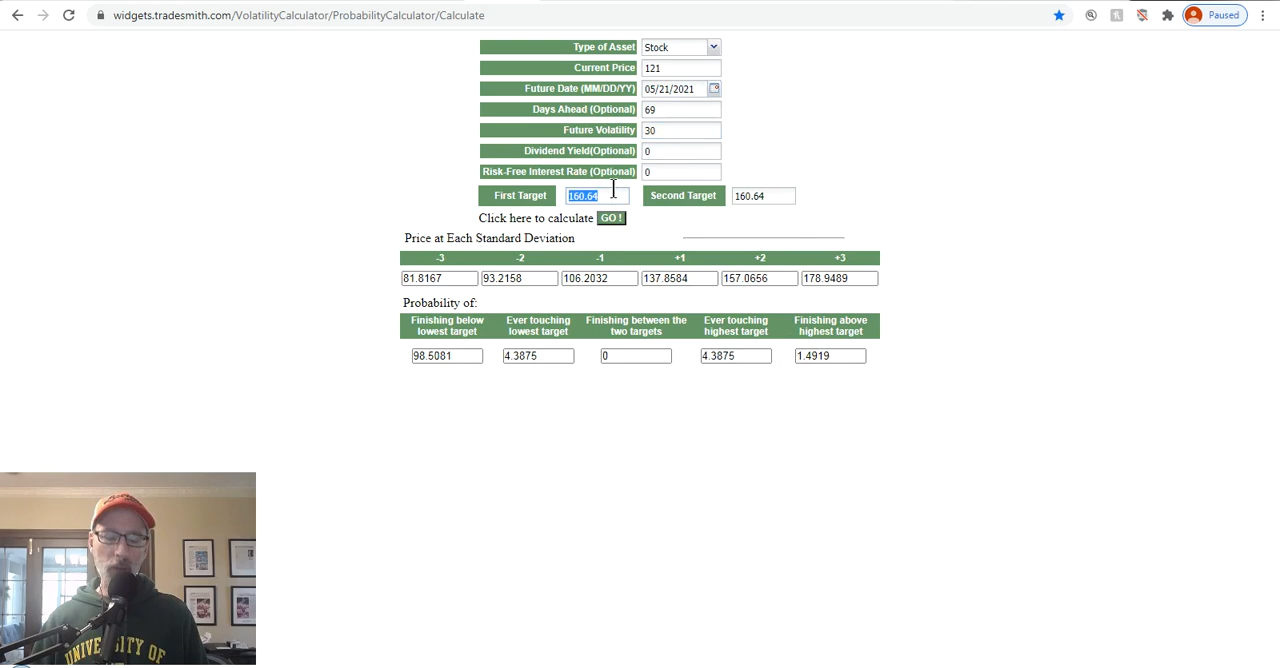 widgets.tradesmith.com/VolatilityCalculator/ProbabilityCalculator/Calculate
Paused
Type of Asset Stock
Current Price 121
Future Date (MM/DD/YY) 05/21/2021
Days Ahead (Optional) 69
Future Volatility 30
Dividend Yield(Optional) 0
Risk-Free Interest Rate (Optional) 0
First Target 160.64 Second Target 160.64
Click here to calculate GO !
Price at Each Standard Deviation
-3 -2 -1 +1 +2 +3
81.8167 93.2158 106.2032 137.8584 157.0656 178.9489
Probability of:
Finishing below lowest target Ever touching lowest target Finishing between the two targets Ever touching highest target Finishing above highest target
98.5081 4.3875 0 4.3875 1.4919
UNIVE SITY OF